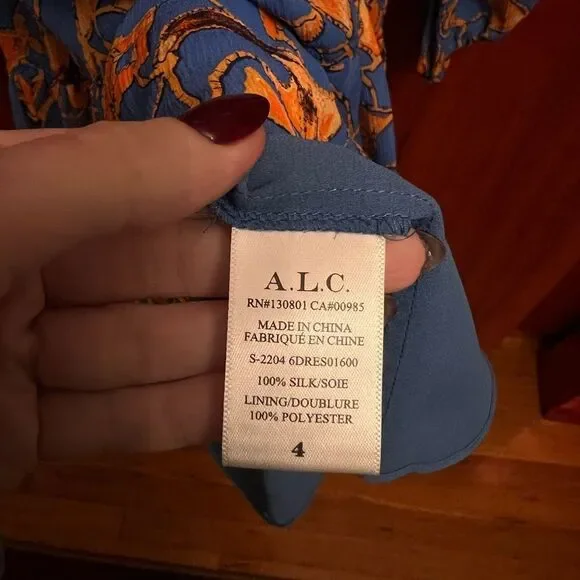 A.L.C.
RN#130801 CA#00985
MADE IN CHINA
FABRIQUÉ EN CHINE
S-2204 6DRES01600
100% SILK/SOIE
LINING/DOUBLURE
100% POLYESTER
4